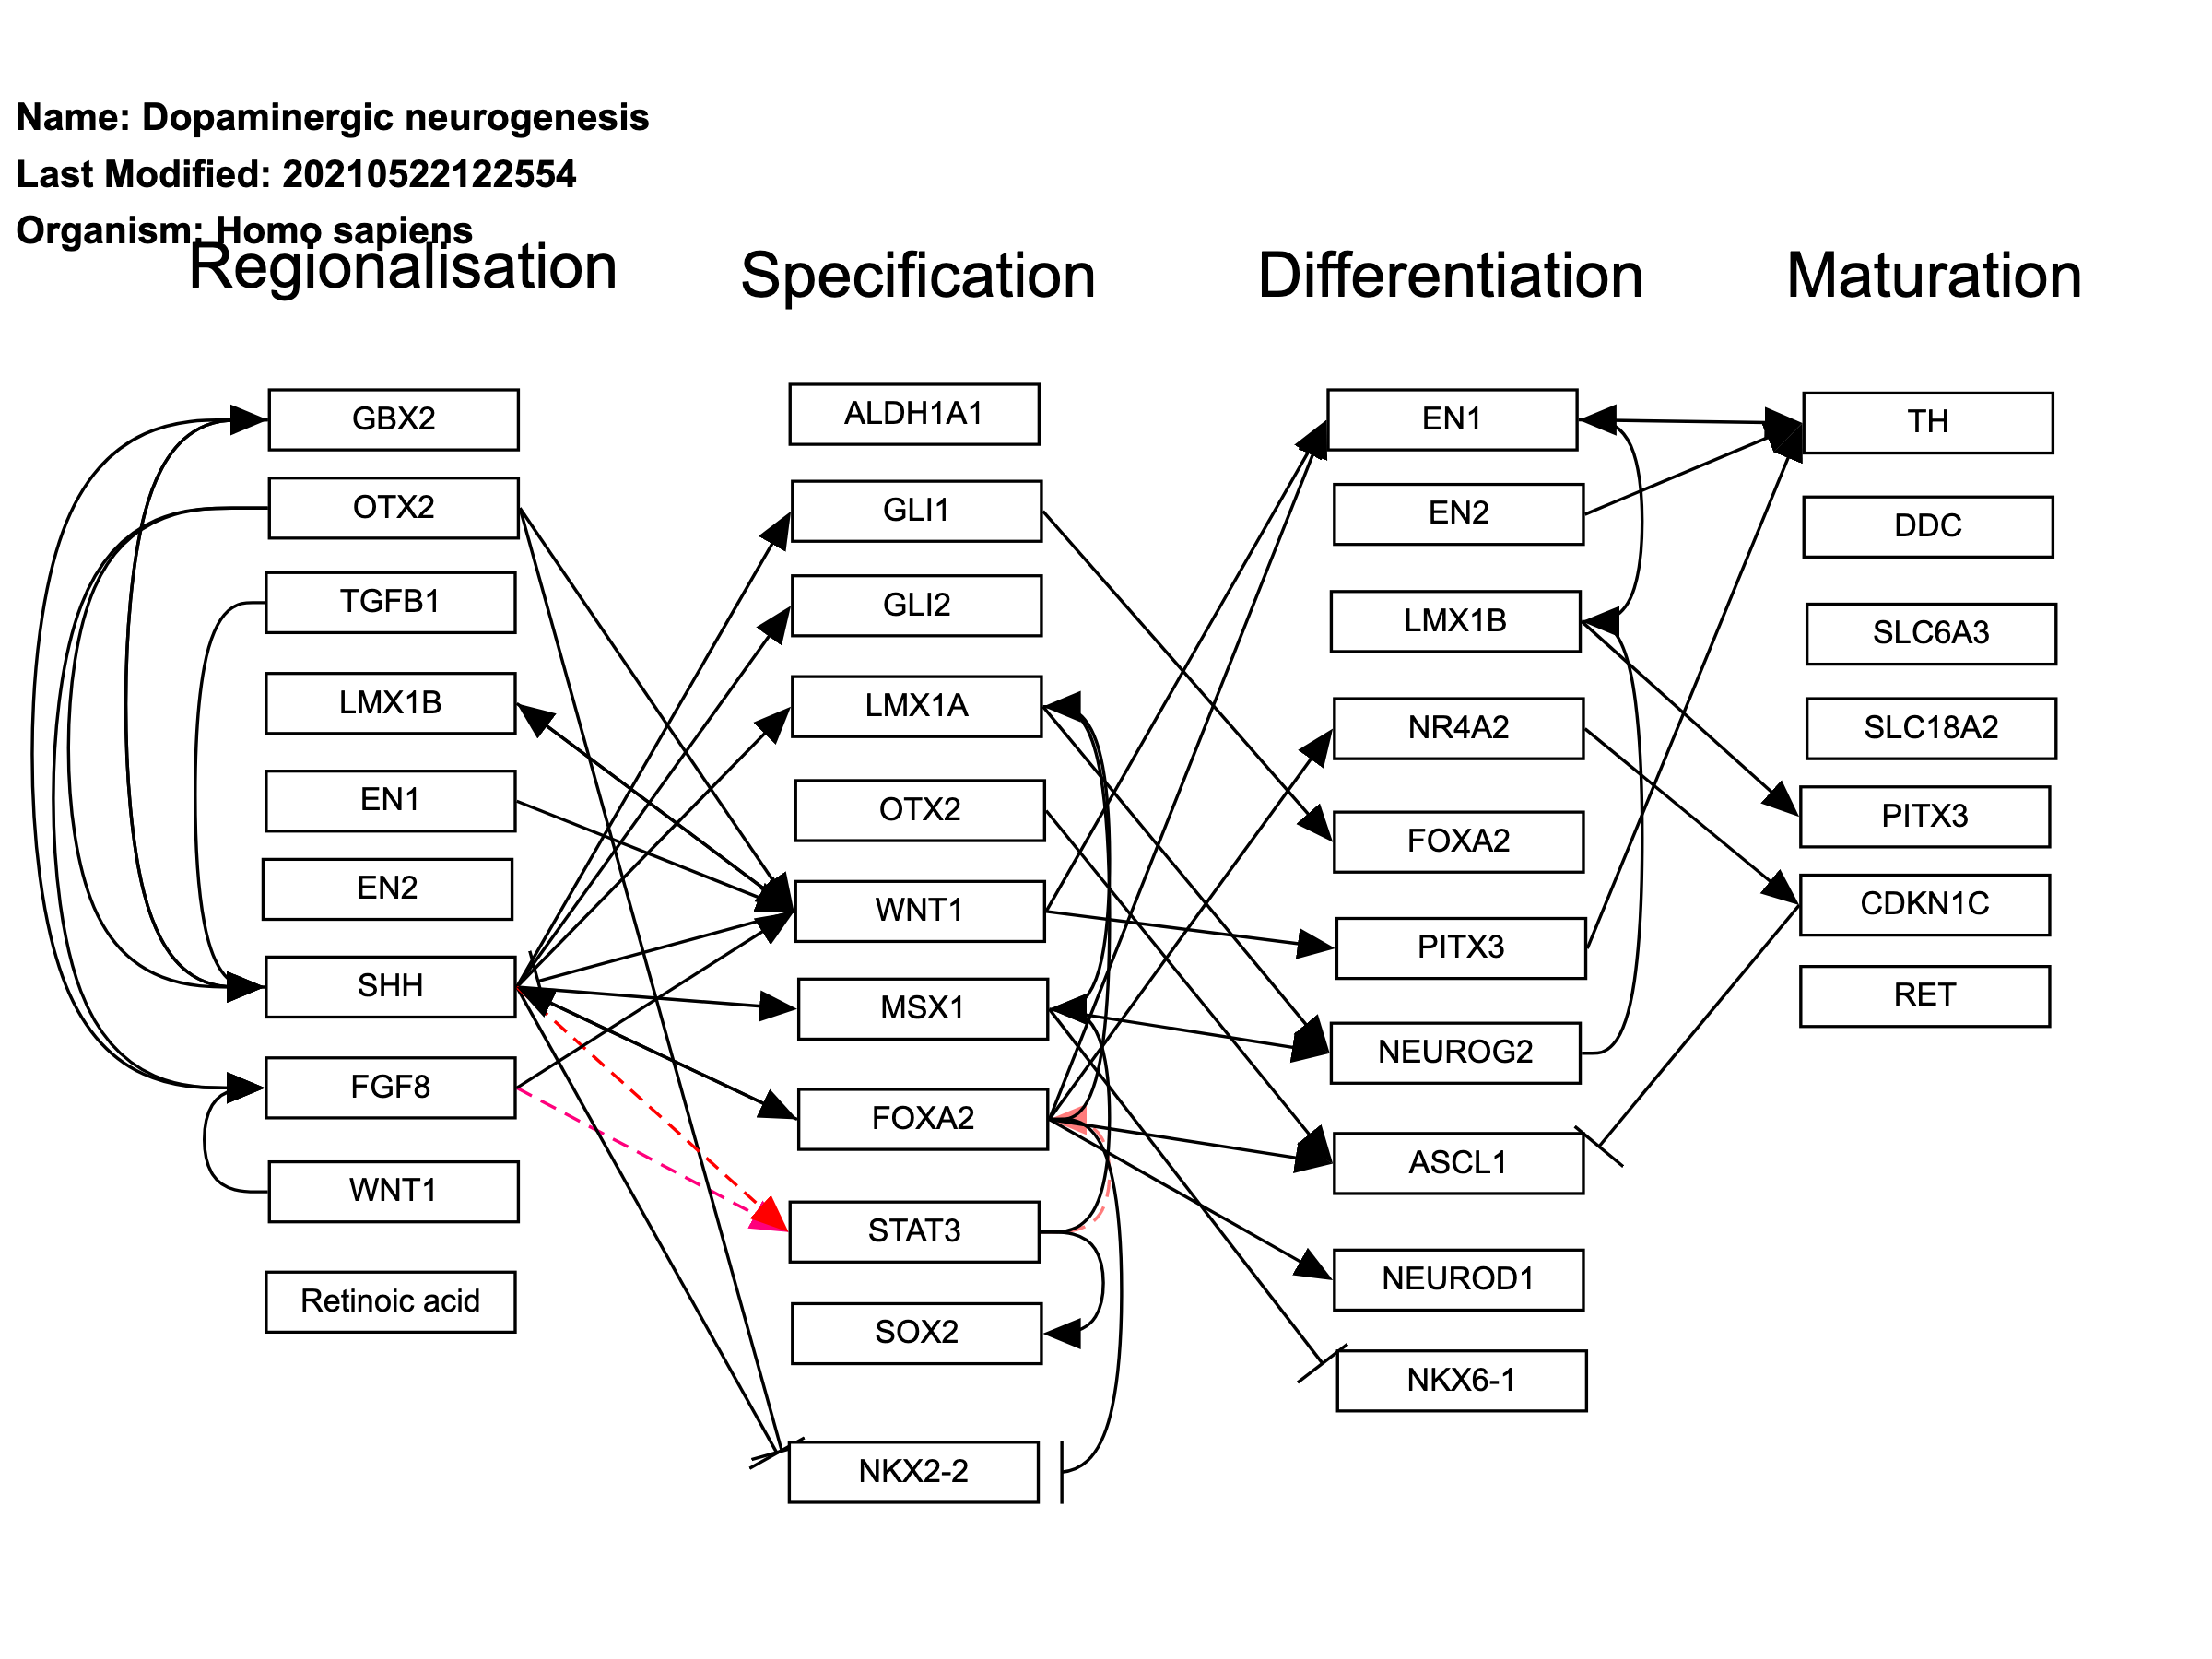 Name: Dopaminergic neurogenesis
Last Modified: 20210522122554
Organism: Homo sapiens
Regionalisation
Specification
Differentiation
Maturation
GBX2
OTX2
TGFB1
LMX1B
EN1
EN2
SHH
FGF8
WNT1
Retinoic acid
ALDH1A1
GLI1
GLI2
LMX1A
OTX2
WNT1
MSX1
FOXA2
STAT3
SOX2
NKX2-2
EN1
EN2
LMX1B
NR4A2
FOXA2
PITX3
NEUROG2
ASCL1
NEUROD1
NKX6-1
TH
DDC
SLC6A3
SLC18A2
PITX3
CDKN1C
RET